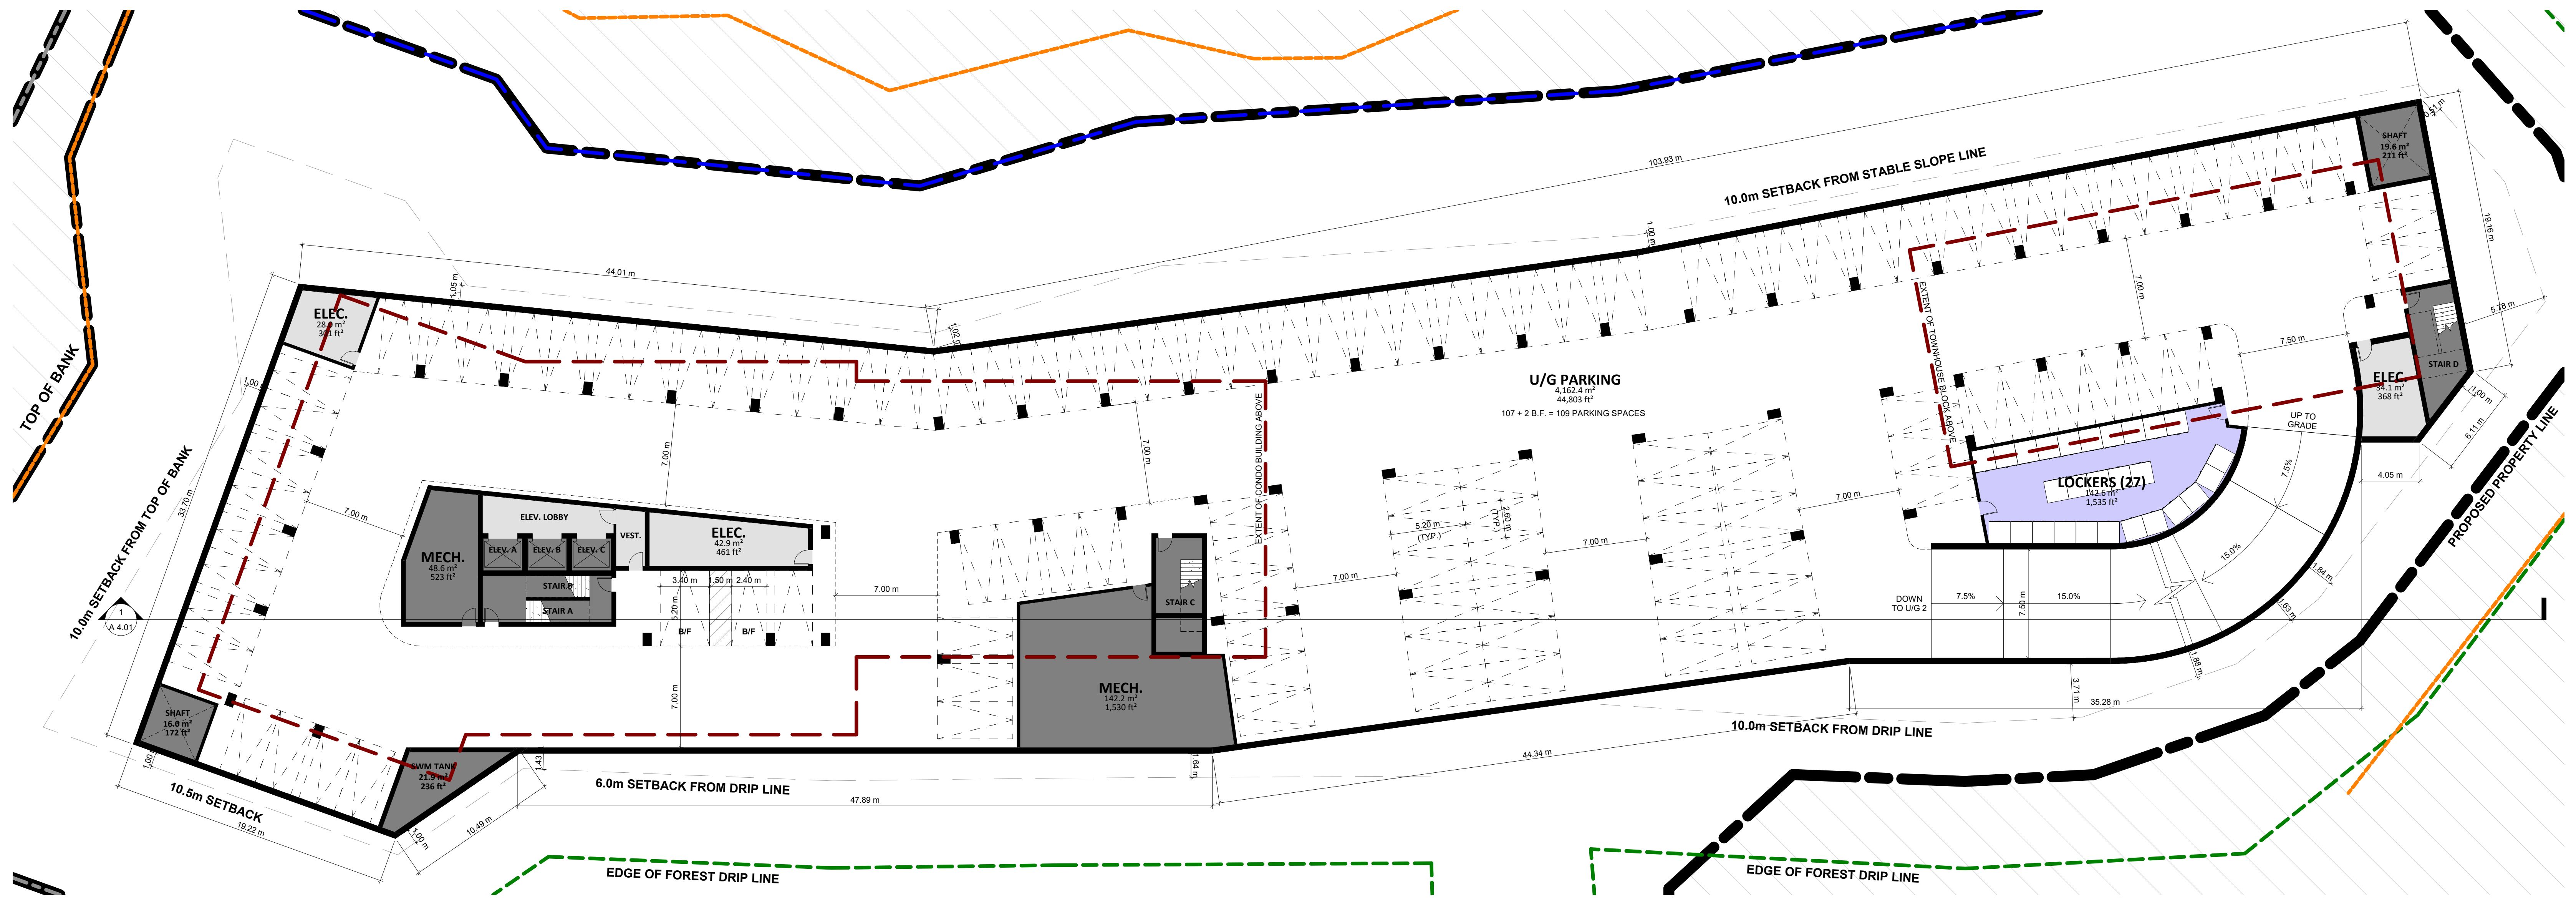 103.93 m
10.0m SETBACK FROM STABLE SLOPE LINE
SHAFT
19.6 m²
211 ft²
0.51 m
44.01 m
1.05 m
1.00 m
19.16 m
7.00 m
5.78 m
TOP OF BANK
ELEC.
28.0 m²
301 ft²
1.00
EXTENT OF TOWNHOUSE BLOCK ABOVE
7.50 m
STAIR D
ELEC.
34.1 m²
368 ft²
1.00 m
6.11 m
4.05 m
U/G PARKING
4,162.4 m²
44,803 ft²
107 + 2 B.F. = 109 PARKING SPACES
EXTENT OF CONDO BUILDING ABOVE
7.00 m
7.00 m
UP TO
GRADE
7.5%
15.0%
LOCKERS (27)
142.6 m²
1,535 ft²
10.0m SETBACK FROM TOP OF BANK
33.70 m
7.00 m
ELEV. LOBBY
ELEV. A
ELEV. B
ELEV. C
VEST.
ELEC.
42.9 m²
461 ft²
MECH.
48.6 m²
523 ft²
STAIR B
STAIR A
3.40 m
1.50 m
2.40 m
5.20 m
B/F
B/F
7.00 m
7.00 m
5.20 m
(TYP.)
2.60 m
(TYP.)
7.00 m
7.00 m
7.00 m
STAIR C
MECH.
142.2 m²
1,530 ft²
DOWN
TO U/G 2
7.5%
15.0%
7.50 m
1.84 m
1.63 m
1.88 m
PROPOSED PROPERTY LINE
1
A 4.01
SHAFT
16.0 m²
172 ft²
1.00
SWM TANK
21.9 m²
236 ft²
1.43
1.64 m
3.71 m
35.28 m
10.0m SETBACK FROM DRIP LINE
44.34 m
6.0m SETBACK FROM DRIP LINE
47.89 m
10.5m SETBACK
19.22 m
1.00 m
10.49 m
EDGE OF FOREST DRIP LINE
EDGE OF FOREST DRIP LINE